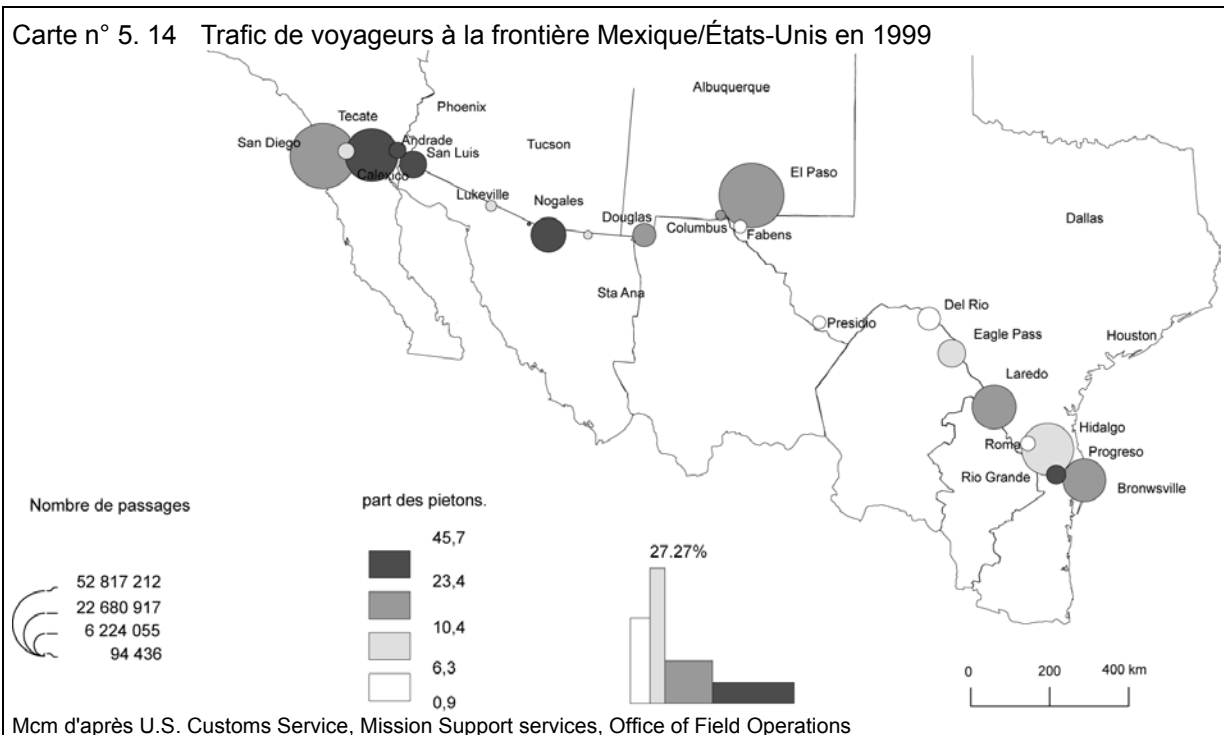 Carte n° 5. 14 Trafic de voyageurs à la frontière Mexique/États-Unis en 1999
Albuquerque
Phoenix
Tecate
San Diego
Andrade
Tucson
San Luis
Calexico
El Paso
Lukeville
Nogales
Douglas
Columbus
Fabens
Dallas
Sta Ana
Del Rio
Presidio
Eagle Pass
Houston
Laredo
Hidalgo
Roma
Progreso
Rio Grande
Bronwsville
Nombre de passages
52 817 212
22 680 917
6 224 055
94 436
part des pietons.
45,7
23,4
10,4
6,3
0,9
27.27%
0 200 400 km
Mcm d'après U.S. Customs Service, Mission Support services, Office of Field Operations